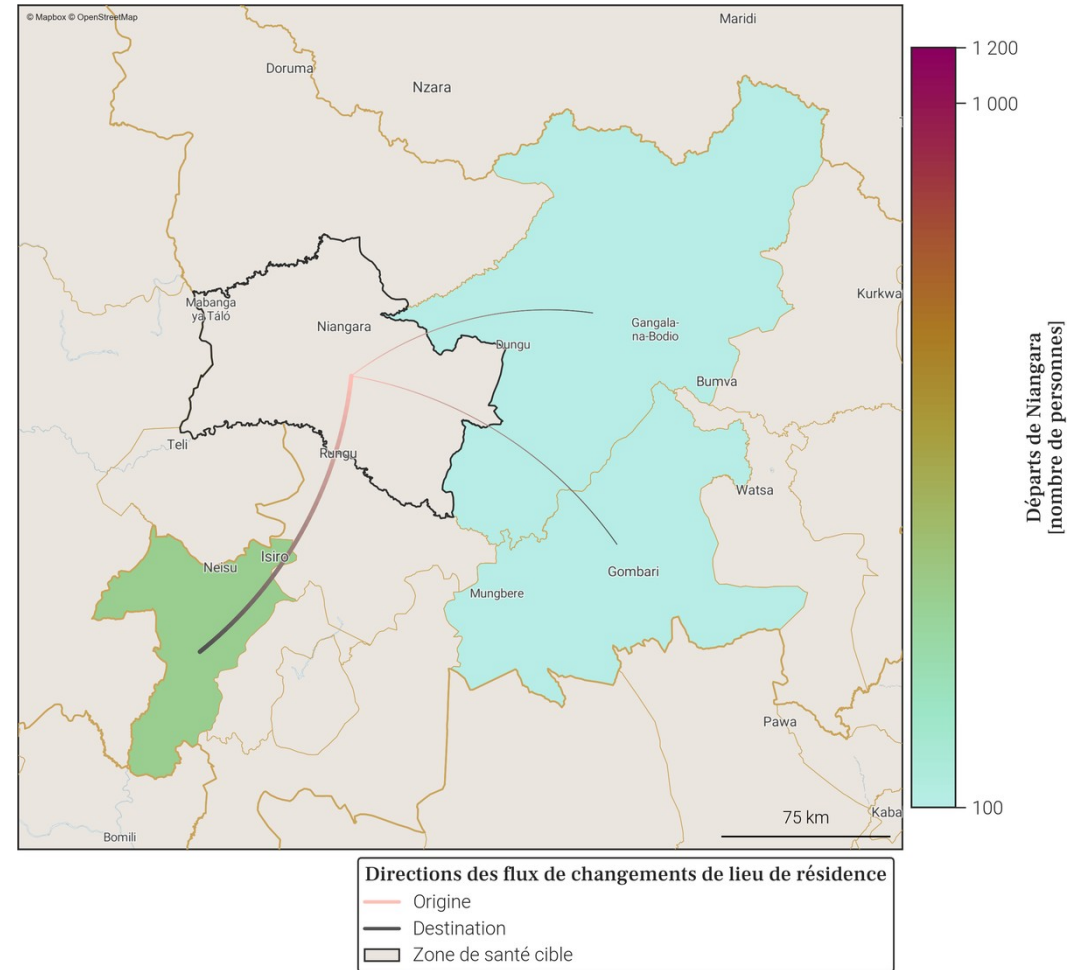 © Mapbox © OpenStreetMap
Maridi
Doruma
Nzara
Kurkwa
Mabanga
ya Táló
Niangara
Gangala-
na-Bodio
Dungu
Bumva
Teli
Rungu
Watsa
Isiro
Neisu
Gombari
Mungbere
Pawa
75 km
Kaba
Bomili
1 200
1 000
100
Départs de Niangara
[nombre de personnes]
Directions des flux de changements de lieu de résidence
Origine
Destination
Zone de santé cible